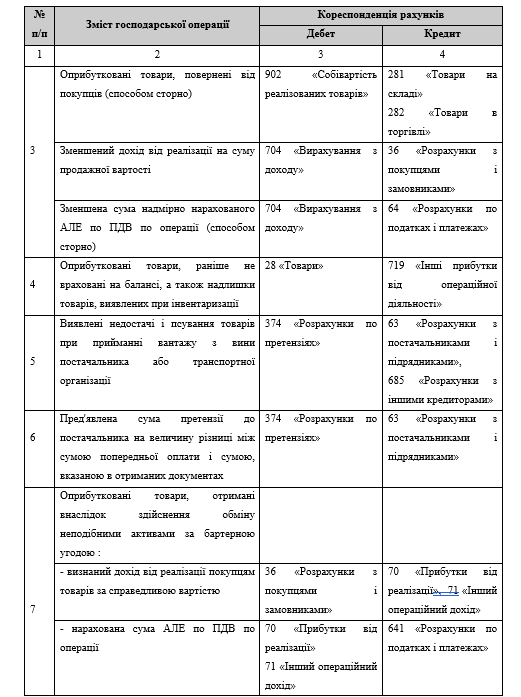 №
п/п
Зміст господарської операції
Кореспонденція рахунків
Дебет
Кредит
1
2
3
4
3
Оприбутковані товари, повернені від
покупців (способом сторно)
902 «Собівартість
реалізованих товарів»
281 «Товари на
складі»
282 «Товари в
торгівлі»
Зменшений дохід від реалізації на суму
продажної вартості
704 «Вирахування з
доходу»
36 «Розрахунки з
покупцями і
замовниками»
Зменшена сума надмірно нарахованого
АЛЕ по ПДВ по операції (способом
сторно)
704 «Вирахування з
доходу»
64 «Розрахунки по
податках і платежах»
4
Оприбутковані товари, раніше не
враховані на балансі, а також надлишки
товарів, виявлених при інвентаризації
28 «Товари»
719 «Інші прибутки
від операційної
діяльності»
5
Виявлені недостачі і псування товарів
при прийманні вантажу з вини
постачальника або транспортної
організації
374 «Розрахунки по
претензіях»
63 «Розрахунки з
постачальниками і
підрядниками»,
685 «Розрахунки з
іншими кредиторами»
6
Пред'явлена сума претензії до
постачальника на величину різниці між
сумою попередньої оплати і сумою,
вказаною в отриманих документах
374 «Розрахунки по
претензіях»
63 «Розрахунки з
постачальниками і
підрядниками»
7
Оприбутковані товари, отримані
внаслідок здійснення обміну
неподібними активами за бартерною
угодою :
- визнаний дохід від реалізації покупцям
товарів за справедливою вартістю
36 «Розрахунки з
покупцями і
замовниками»
70 «Прибутки від
реалізації», 71 «Інший
операційний дохід»
- нарахована сума АЛЕ по ПДВ по
операції
70 «Прибутки від
реалізації»
71 «Інший операційний
дохід»
641 «Розрахунки по
податках і платежах»